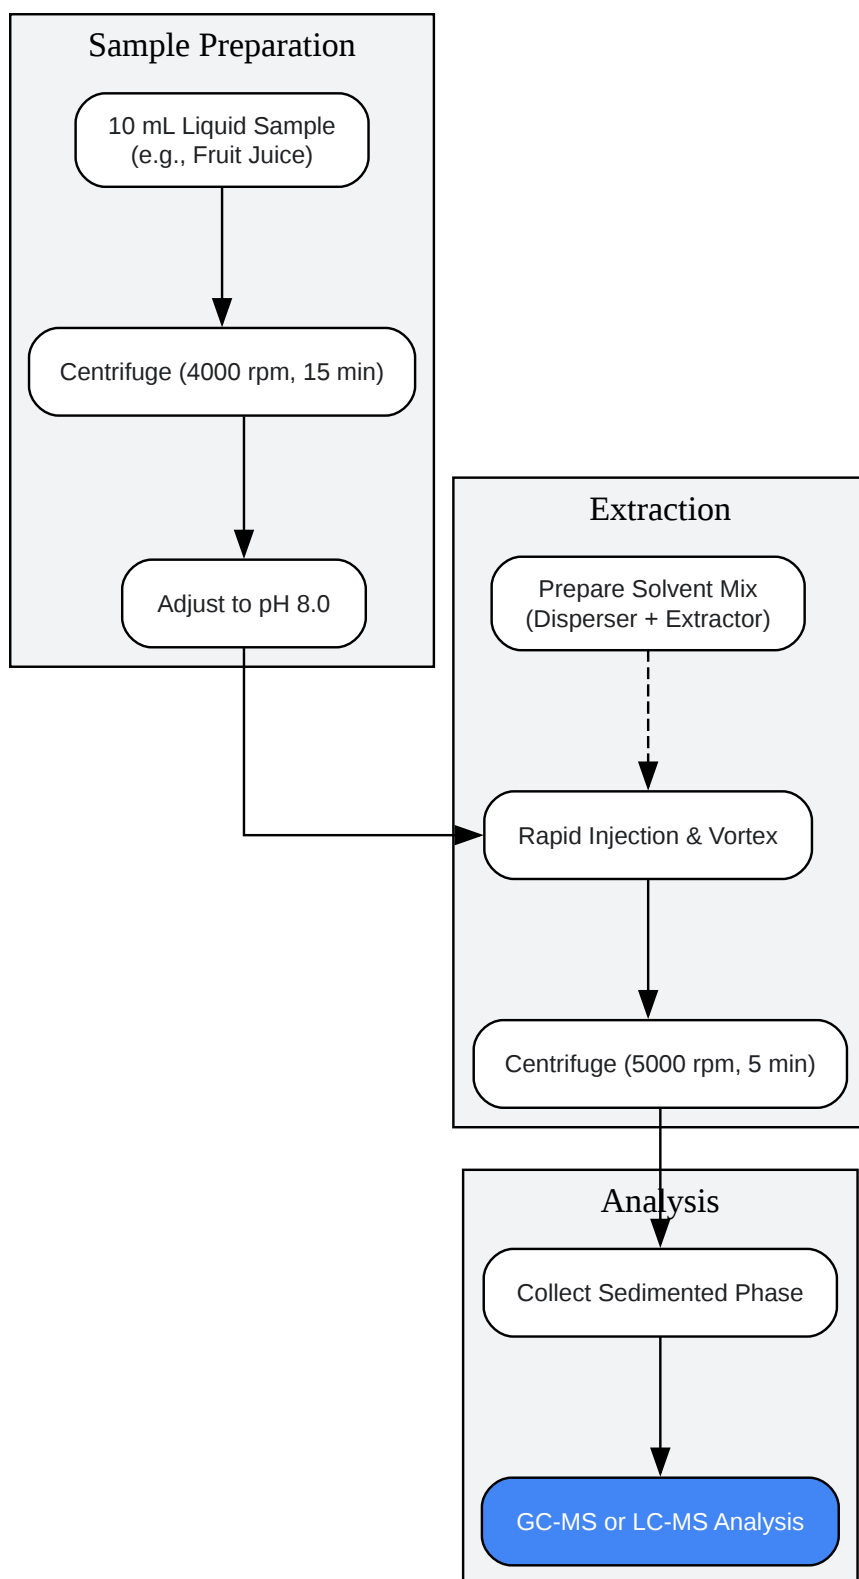 Sample Preparation
10 mL Liquid Sample
(e.g., Fruit Juice)
Centrifuge (4000 rpm, 15 min)
Adjust to pH 8.0
Extraction
Prepare Solvent Mix
(Disperser + Extractor)
Rapid Injection & Vortex
Centrifuge (5000 rpm, 5 min)
Analysis
Collect Sedimented Phase
GC-MS or LC-MS Analysis